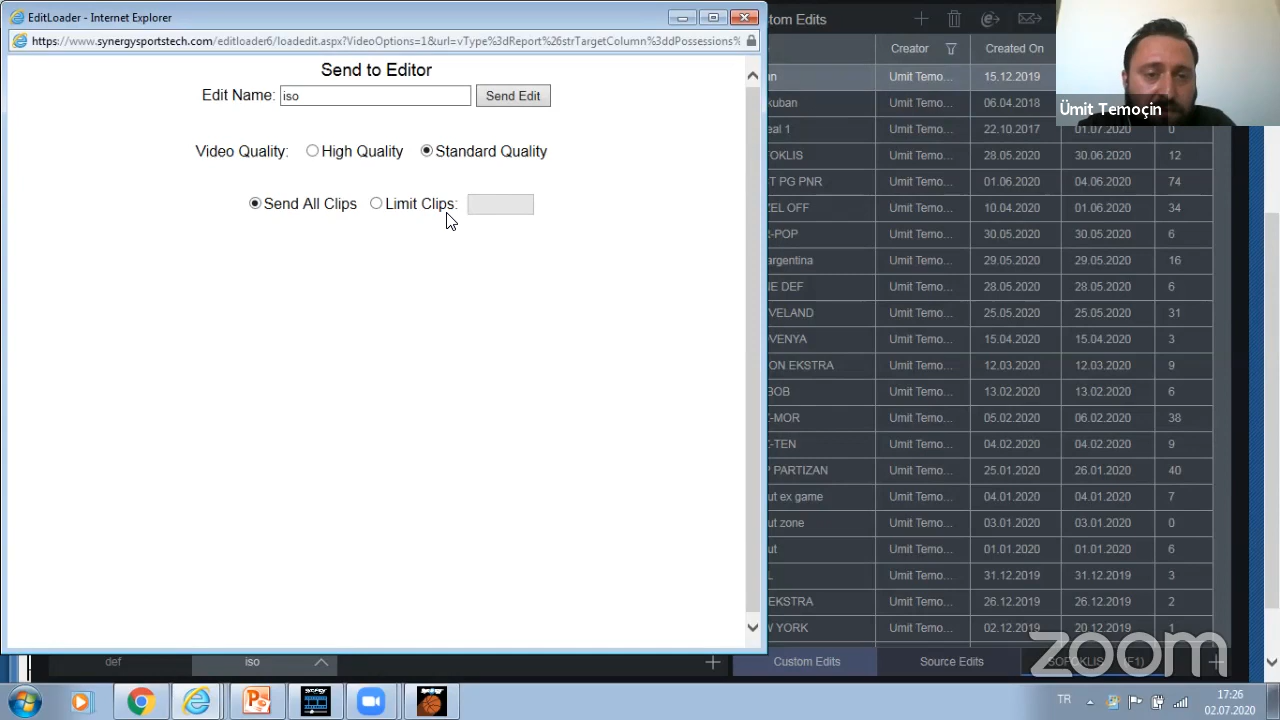 EditLoader - Internet Explorer
https://www.synergysportstech.com/editloader6/loadedit.aspx?VideoOptions=1&url=vType%3dReport%26strTargetColumn%3ddPossessions%
Send to Editor
Edit Name: iso Send Edit
Video Quality: High Quality Standard Quality
Send All Clips Limit Clips:
Custom Edits
Creator Created On
Umit Temo... 15.12.2019
kuban Umit Temo... 06.04.2018
eal 1 Umit Temo... 22.10.2017 01.07.2020 0
OKLIS Umit Temo... 28.05.2020 30.06.2020 12
T PG PNR Umit Temo... 01.06.2020 04.06.2020 74
ZEL OFF Umit Temo... 10.04.2020 01.06.2020 34
-POP Umit Temo... 30.05.2020 30.05.2020 6
argentina Umit Temo... 29.05.2020 29.05.2020 16
NE DEF Umit Temo... 28.05.2020 28.05.2020 6
VELAND Umit Temo... 25.05.2020 25.05.2020 31
VENYA Umit Temo... 15.04.2020 15.04.2020 3
ON EKSTRA Umit Temo... 12.03.2020 12.03.2020 9
BOB Umit Temo... 13.02.2020 13.02.2020 6
-MOR Umit Temo... 05.02.2020 06.02.2020 38
-TEN Umit Temo... 04.02.2020 04.02.2020 9
P PARTIZAN Umit Temo... 25.01.2020 26.01.2020 40
ut ex game Umit Temo... 04.01.2020 04.01.2020 7
ut zone Umit Temo... 03.01.2020 03.01.2020 0
ut Umit Temo... 01.01.2020 01.01.2020 6
L Umit Temo... 31.12.2019 31.12.2019 3
EKSTRA Umit Temo... 26.12.2019 26.12.2019 2
W YORK Umit Temo... 02.12.2019 20.12.2019 1
Ümit Temoçin
def iso Custom Edits Source Edits
zoom
TR 17:26
02.07.2020